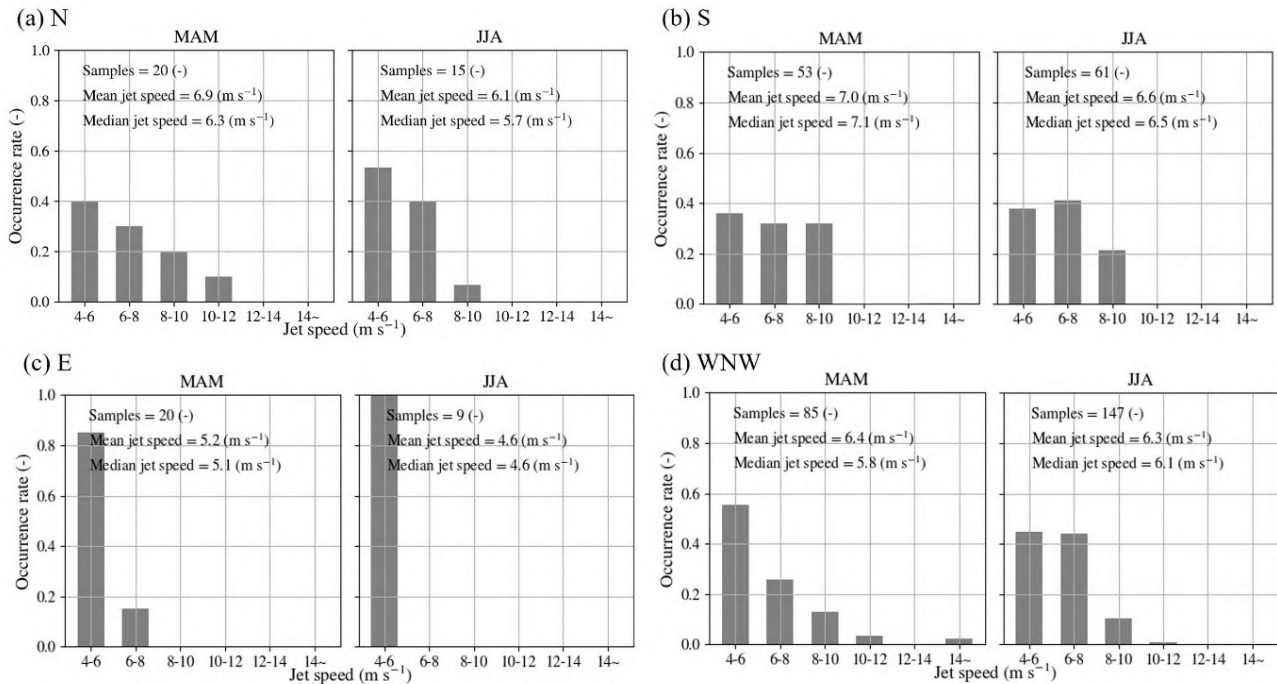 (a) N
MAM
JJA
Samples = 20 (-)
Mean jet speed = 6.9 (m s⁻¹)
Median jet speed = 6.3 (m s⁻¹)
Samples = 15 (-)
Mean jet speed = 6.1 (m s⁻¹)
Median jet speed = 5.7 (m s⁻¹)
Occurrence rate (-)
1.0
0.8
0.6
0.4
0.2
0.0
4-6 6-8 8-10 10-12 12-14 14~
4-6 6-8 8-10 10-12 12-14 14~
Jet speed (m s⁻¹)
(b) S
MAM
JJA
Samples = 53 (-)
Mean jet speed = 7.0 (m s⁻¹)
Median jet speed = 7.1 (m s⁻¹)
Samples = 61 (-)
Mean jet speed = 6.6 (m s⁻¹)
Median jet speed = 6.5 (m s⁻¹)
Occurrence rate (-)
1.0
0.8
0.6
0.4
0.2
0.0
4-6 6-8 8-10 10-12 12-14 14~
4-6 6-8 8-10 10-12 12-14 14~
Jet speed (m s⁻¹)
(c) E
MAM
JJA
Samples = 20 (-)
Mean jet speed = 5.2 (m s⁻¹)
Median jet speed = 5.1 (m s⁻¹)
Samples = 9 (-)
Mean jet speed = 4.6 (m s⁻¹)
Median jet speed = 4.6 (m s⁻¹)
Occurrence rate (-)
1.0
0.8
0.6
0.4
0.2
0.0
4-6 6-8 8-10 10-12 12-14 14~
4-6 6-8 8-10 10-12 12-14 14~
Jet speed (m s⁻¹)
(d) WNW
MAM
JJA
Samples = 85 (-)
Mean jet speed = 6.4 (m s⁻¹)
Median jet speed = 5.8 (m s⁻¹)
Samples = 147 (-)
Mean jet speed = 6.3 (m s⁻¹)
Median jet speed = 6.1 (m s⁻¹)
Occurrence rate (-)
1.0
0.8
0.6
0.4
0.2
0.0
4-6 6-8 8-10 10-12 12-14 14~
4-6 6-8 8-10 10-12 12-14 14~
Jet speed (m s⁻¹)